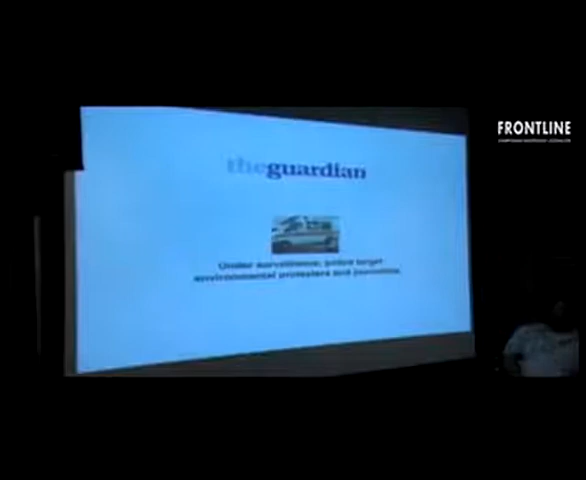 FRONTLINE
theguardian
Under surveillance: police target
environmental protesters and journalists